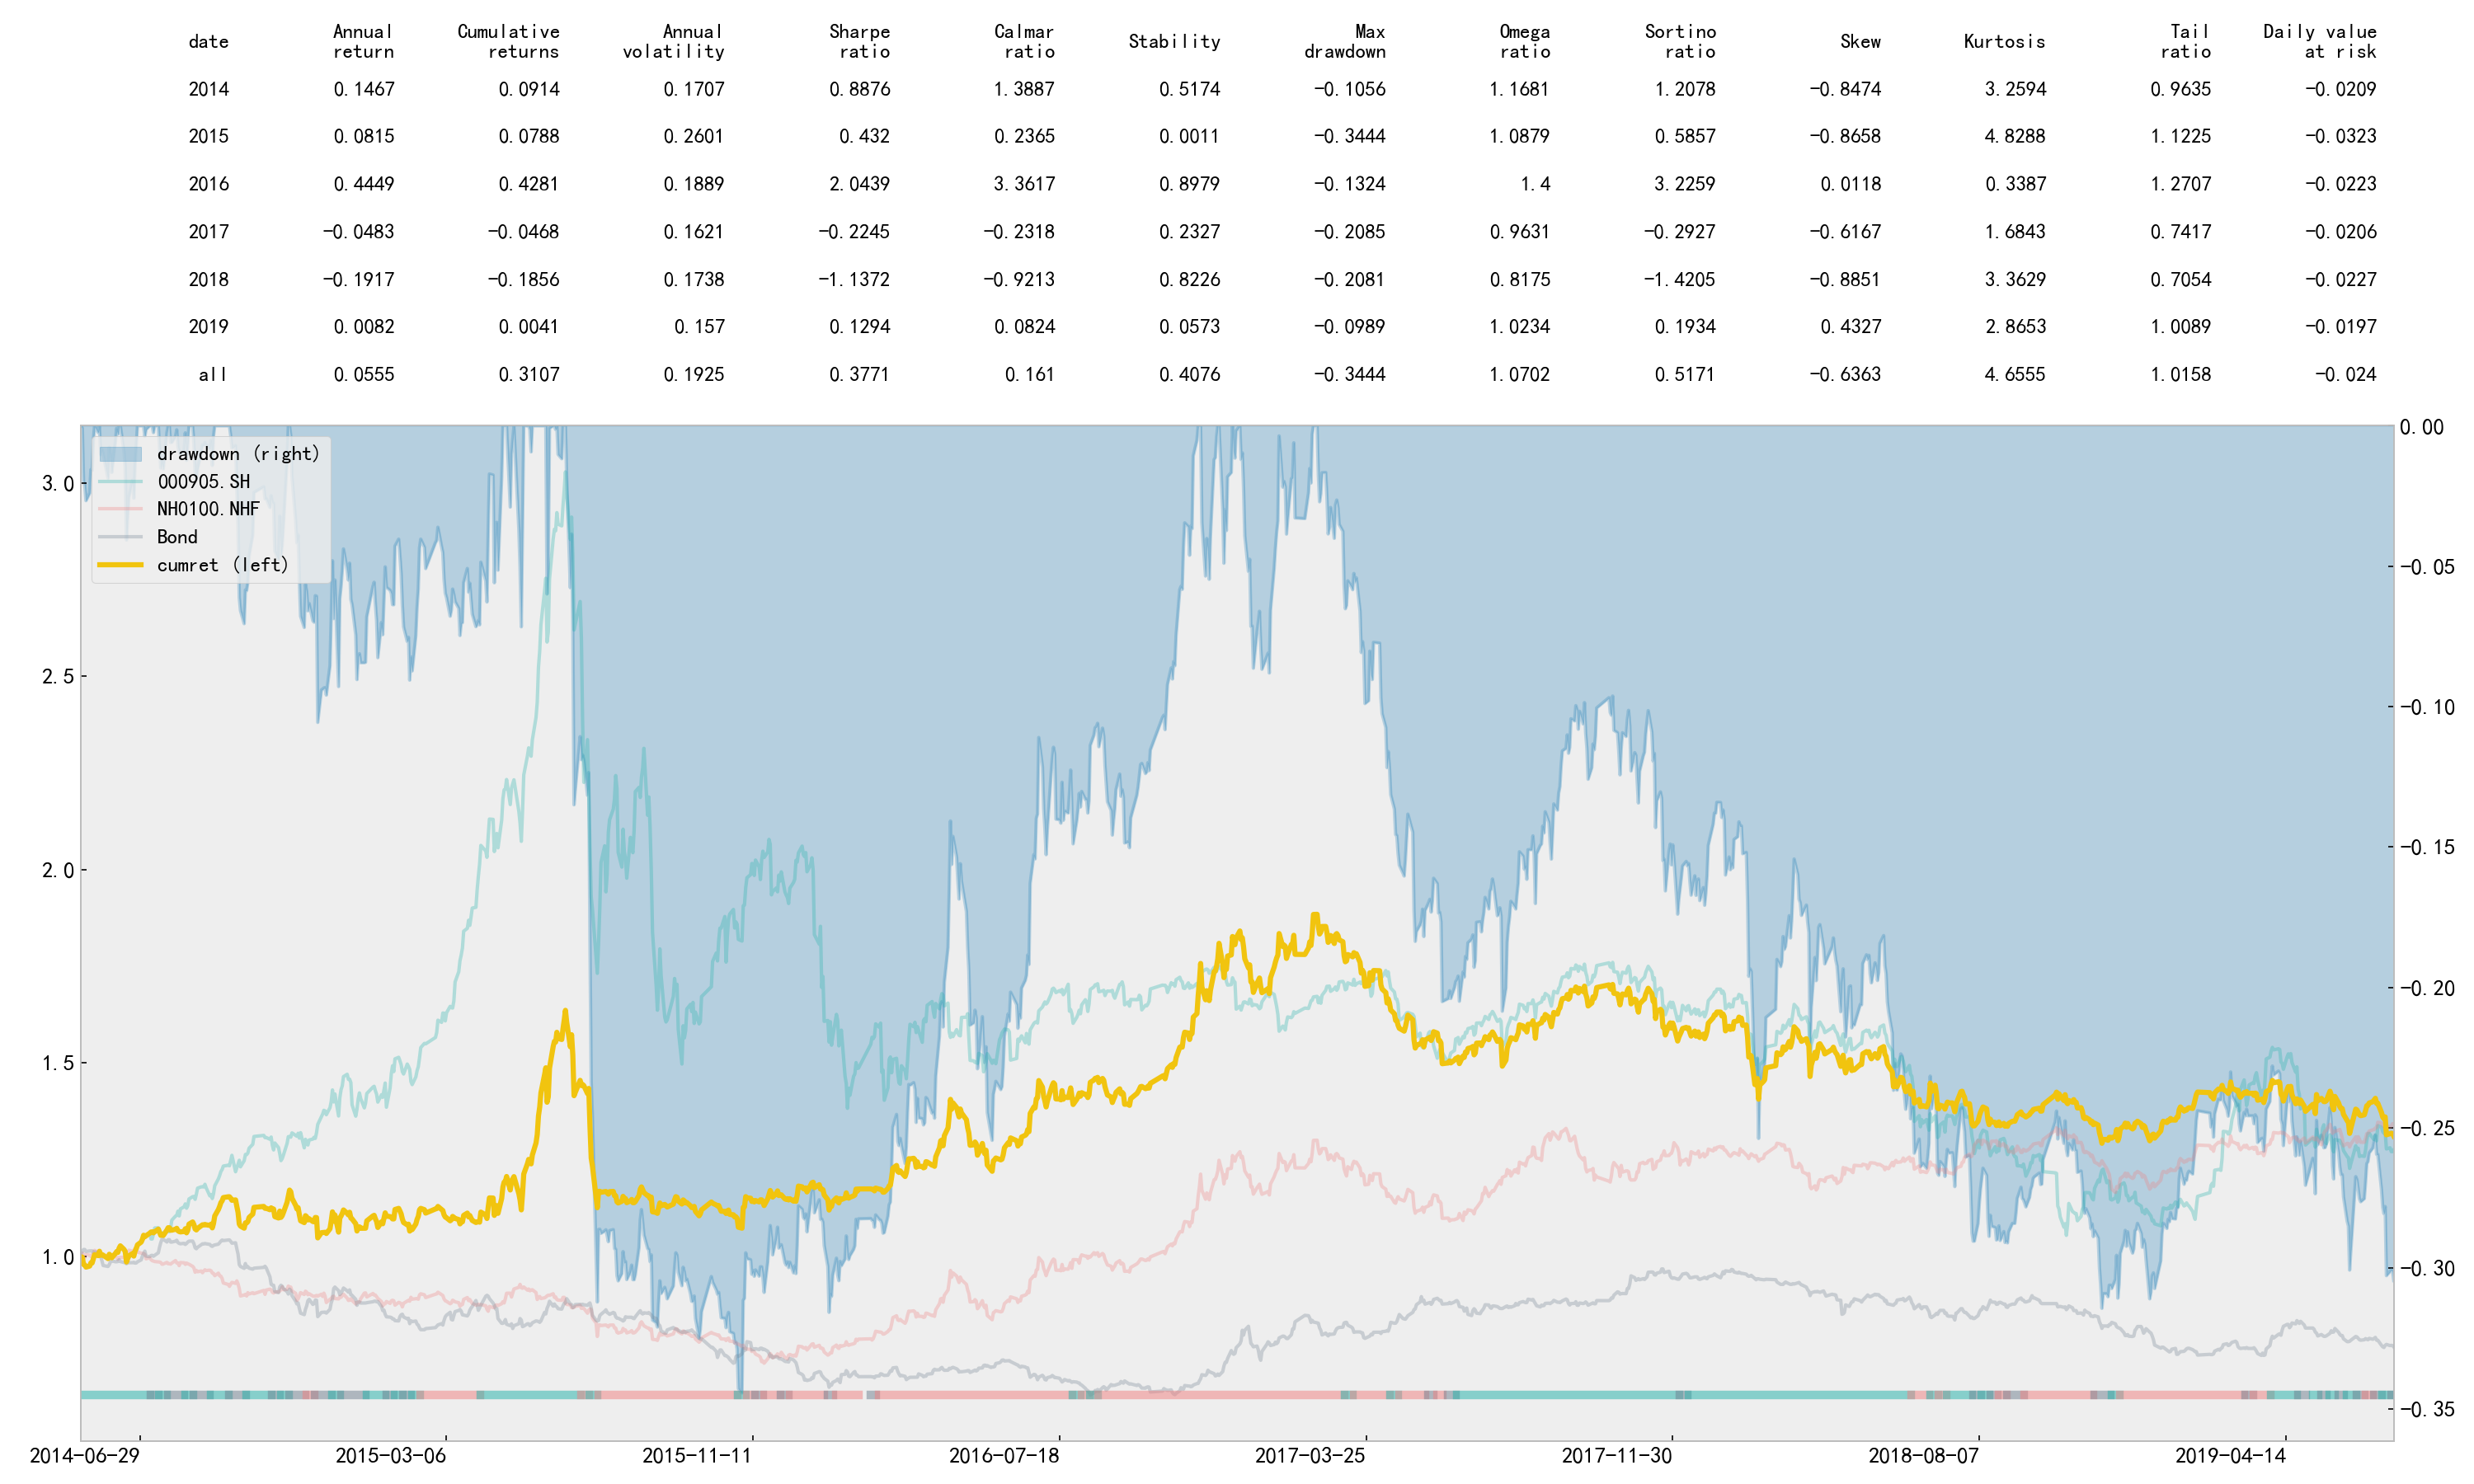 date Annual return Cumulative returns Annual volatility Sharpe ratio Calmar ratio Stability Max drawdown Omega ratio Sortino ratio Skew Kurtosis Tail ratio Daily value at risk
2014 0.1467 0.0914 0.1707 0.8876 1.3887 0.5174 -0.1056 1.1681 1.2078 -0.8474 3.2594 0.9635 -0.0209
2015 0.0815 0.0788 0.2601 0.432 0.2365 0.0011 -0.3444 1.0879 0.5857 -0.8658 4.8288 1.1225 -0.0323
2016 0.4449 0.4281 0.1889 2.0439 3.3617 0.8979 -0.1324 1.4 3.2259 0.0118 0.3387 1.2707 -0.0223
2017 -0.0483 -0.0468 0.1621 -0.2245 -0.2318 0.2327 -0.2085 0.9631 -0.2927 -0.6167 1.6843 0.7417 -0.0206
2018 -0.1917 -0.1856 0.1738 -1.1372 -0.9213 0.8226 -0.2081 0.8175 -1.4205 -0.8851 3.3629 0.7054 -0.0227
2019 0.0082 0.0041 0.157 0.1294 0.0824 0.0573 -0.0989 1.0234 0.1934 0.4327 2.8653 1.0089 -0.0197
all 0.0555 0.3107 0.1925 0.3771 0.161 0.4076 -0.3444 1.0702 0.5171 -0.6363 4.6555 1.0158 -0.024
drawdown (right)
000905.SH
NH0100.NHF
Bond
cumret (left)
3.0
2.5
2.0
1.5
1.0
0.00
-0.05
-0.10
-0.15
-0.20
-0.25
-0.30
-0.35
2014-06-29 2015-03-06 2015-11-11 2016-07-18 2017-03-25 2017-11-30 2018-08-07 2019-04-14